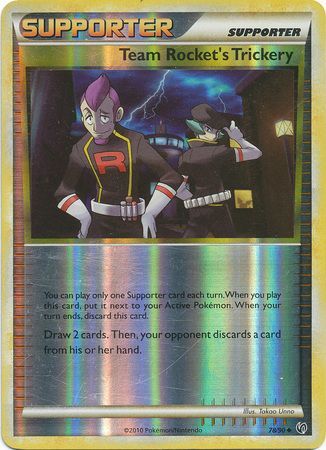 SUPPORTER
SUPPORTER
Team Rocket's Trickery
R
You can play only one Supporter card each turn. When you play
this card, put it next to your Active Pokémon. When your
turn ends, discard this card.
Draw 2 cards. Then, your opponent discards a card
from his or her hand.
Illus. Takao Unno
©2010 Pokémon/Nintendo
78/90